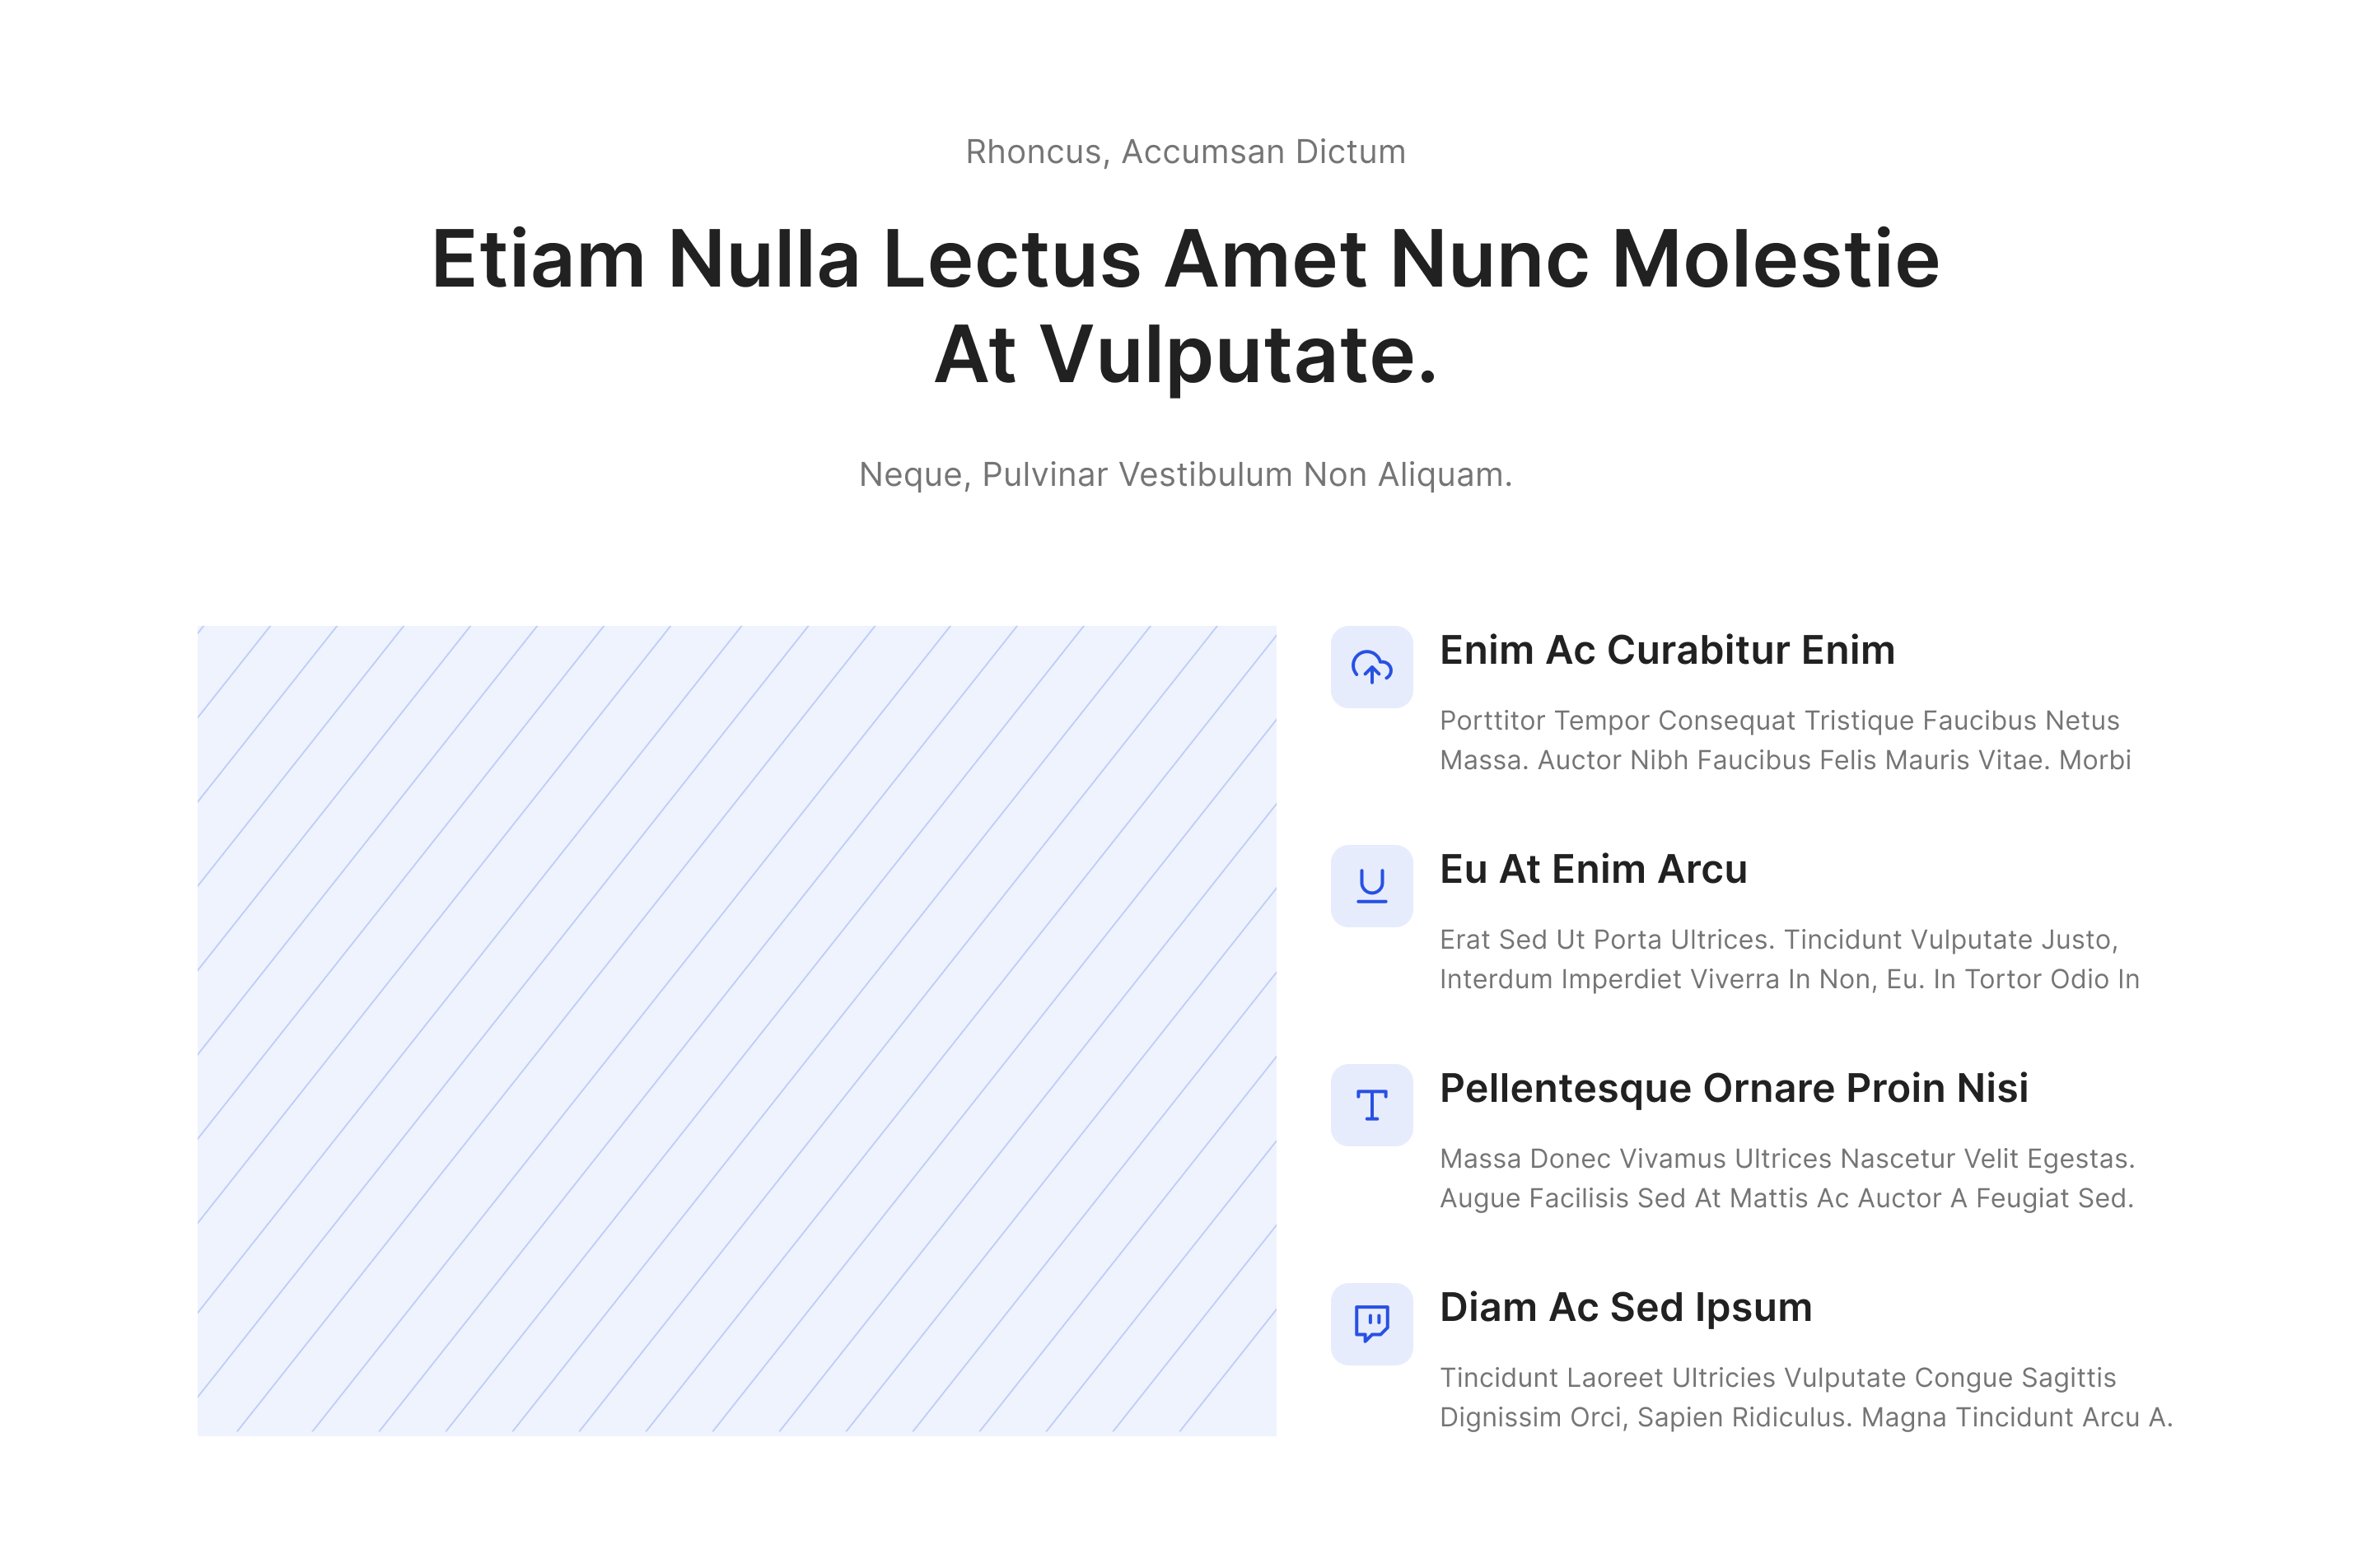 Rhoncus, Accumsan Dictum
Etiam Nulla Lectus Amet Nunc Molestie
At Vulputate.
Neque, Pulvinar Vestibulum Non Aliquam.
Enim Ac Curabitur Enim
Porttitor Tempor Consequat Tristique Faucibus Netus
Massa. Auctor Nibh Faucibus Felis Mauris Vitae. Morbi
Eu At Enim Arcu
Erat Sed Ut Porta Ultrices. Tincidunt Vulputate Justo,
Interdum Imperdiet Viverra In Non, Eu. In Tortor Odio In
Pellentesque Ornare Proin Nisi
Massa Donec Vivamus Ultrices Nascetur Velit Egestas.
Augue Facilisis Sed At Mattis Ac Auctor A Feugiat Sed.
Diam Ac Sed Ipsum
Tincidunt Laoreet Ultricies Vulputate Congue Sagittis
Dignissim Orci, Sapien Ridiculus. Magna Tincidunt Arcu A.